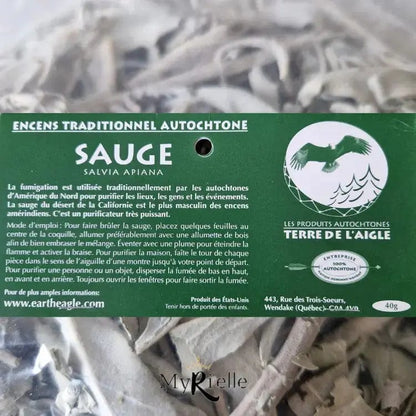 ENCENS TRADITIONNEL AUTOCHTONE
SAUGE
SALVIA APIANA
La fumigation est utilisée traditionnellement par les autochtones
d'Amérique du Nord pour purifier les lieux, les gens et les événements.
La sauge du désert de la Californie est le plus masculin des encens
amérindiens. C'est un purificateur très puissant.
Mode d'emploi : Pour faire brûler la sauge, placez quelques feuilles au
centre de la coquille, allumer préférablement avec une allumette de bois
afin de bien embraser le mélange. Éventer avec une plume pour éteindre la
flamme et activer la braise. Pour purifier la maison, faite le tour de chaque
pièce dans le sens de l'aiguille d'une montre jusqu'à votre point de départ.
Pour purifier une personne ou un objet, disperser la fumée de bas en haut,
en avant et en arrière. Toujours ouvrir les fenêtres pour faire sortir la fumée.
Pour de plus amples informations:
www.eartheagle.com
Produit des États-Unis
Tenir hors de portée des enfants.
LES PRODUITS AUTOCHTONES
TERRE DE L'AIGLE
ENTREPRISE
100%
AUTOCHTONE
443, Rue des Trois-Soeurs,
Wendake (Québec) G0A 4V0
40g
MyRielle